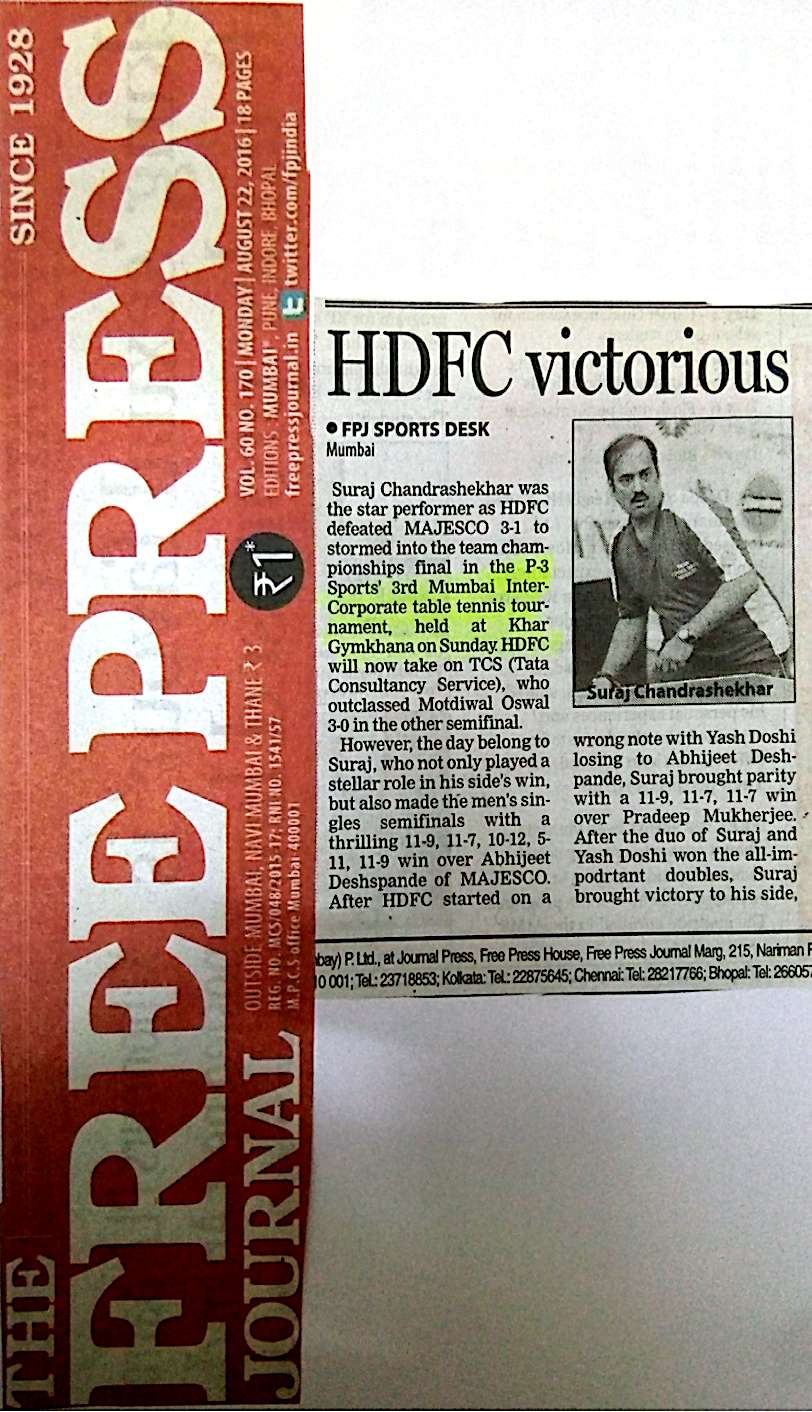 SINCE 1928
THE
FREE PRESS
JOURNAL
₹1*
VOL. 60 NO. 170 | MONDAY | AUGUST 22, 2016 | 18 PAGES
EDITIONS : MUMBAI*, PUNE, INDORE, BHOPAL
freepressjournal.in twitter.com/fpjindia
OUTSIDE MUMBAI, NAVI MUMBAI & THANE ₹ 3
REG. NO. MCS/048/2015-17: RNI NO. 1541/57
M.P.C.S office Mumbai-400001
HDFC victorious
● FPJ SPORTS DESK
Mumbai
Suraj Chandrashekhar was
the star performer as HDFC
defeated MAJESCO 3-1 to
stormed into the team cham-
pionships final in the P-3
Sports' 3rd Mumbai Inter-
Corporate table tennis tour-
nament, held at Khar
Gymkhana on Sunday. HDFC
will now take on TCS (Tata
Consultancy Service), who
outclassed Motdiwal Oswal
3-0 in the other semifinal.
However, the day belong to
Suraj, who not only played a
stellar role in his side's win,
but also made the men's sin-
gles semifinals with a
thrilling 11-9, 11-7, 10-12, 5-
11, 11-9 win over Abhijeet
Deshspande of MAJESCO.
After HDFC started on a
Suraj Chandrashekhar
wrong note with Yash Doshi
losing to Abhijeet Desh-
pande, Suraj brought parity
with a 11-9, 11-7, 11-7 win
over Pradeep Mukherjee.
After the duo of Suraj and
Yash Doshi won the all-im-
podrtant doubles, Suraj
brought victory to his side,
bay) P. Ltd., at Journal Press, Free Press House, Free Press Journal Marg, 215, Nariman
0 001; Tel.: 23718853; Kolkata: Tel.: 22875645; Chennai: Tel: 28217766; Bhopal: Tel: 266057